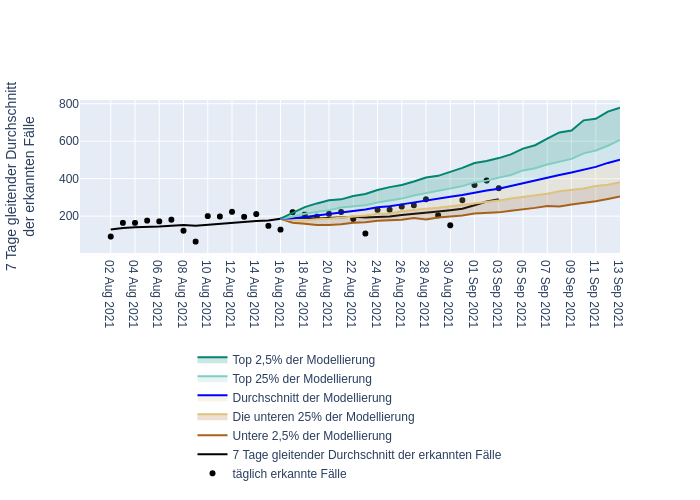 7 Tage gleitender Durchschnitt
der erkannten Fälle
800
600
400
200
02 Aug 2021
04 Aug 2021
06 Aug 2021
08 Aug 2021
10 Aug 2021
12 Aug 2021
14 Aug 2021
16 Aug 2021
18 Aug 2021
20 Aug 2021
22 Aug 2021
24 Aug 2021
26 Aug 2021
28 Aug 2021
30 Aug 2021
01 Sep 2021
03 Sep 2021
05 Sep 2021
07 Sep 2021
09 Sep 2021
11 Sep 2021
13 Sep 2021
Top 2,5% der Modellierung
Top 25% der Modellierung
Durchschnitt der Modellierung
Die unteren 25% der Modellierung
Untere 2,5% der Modellierung
7 Tage gleitender Durchschnitt der erkannten Fälle
täglich erkannte Fälle